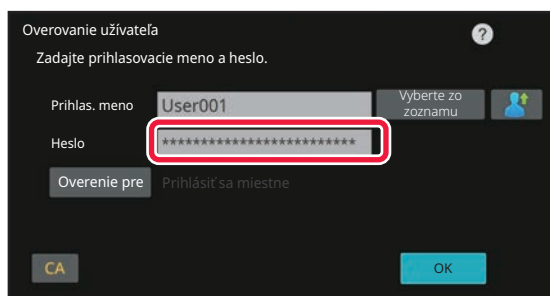 Overovanie užívateľa
?
Zadajte prihlasovacie meno a heslo.
Prihlas. meno
User001
Vyberte zo
zoznamu
Heslo
*************************
Overenie pre
Prihlásiť sa miestne
CA
OK